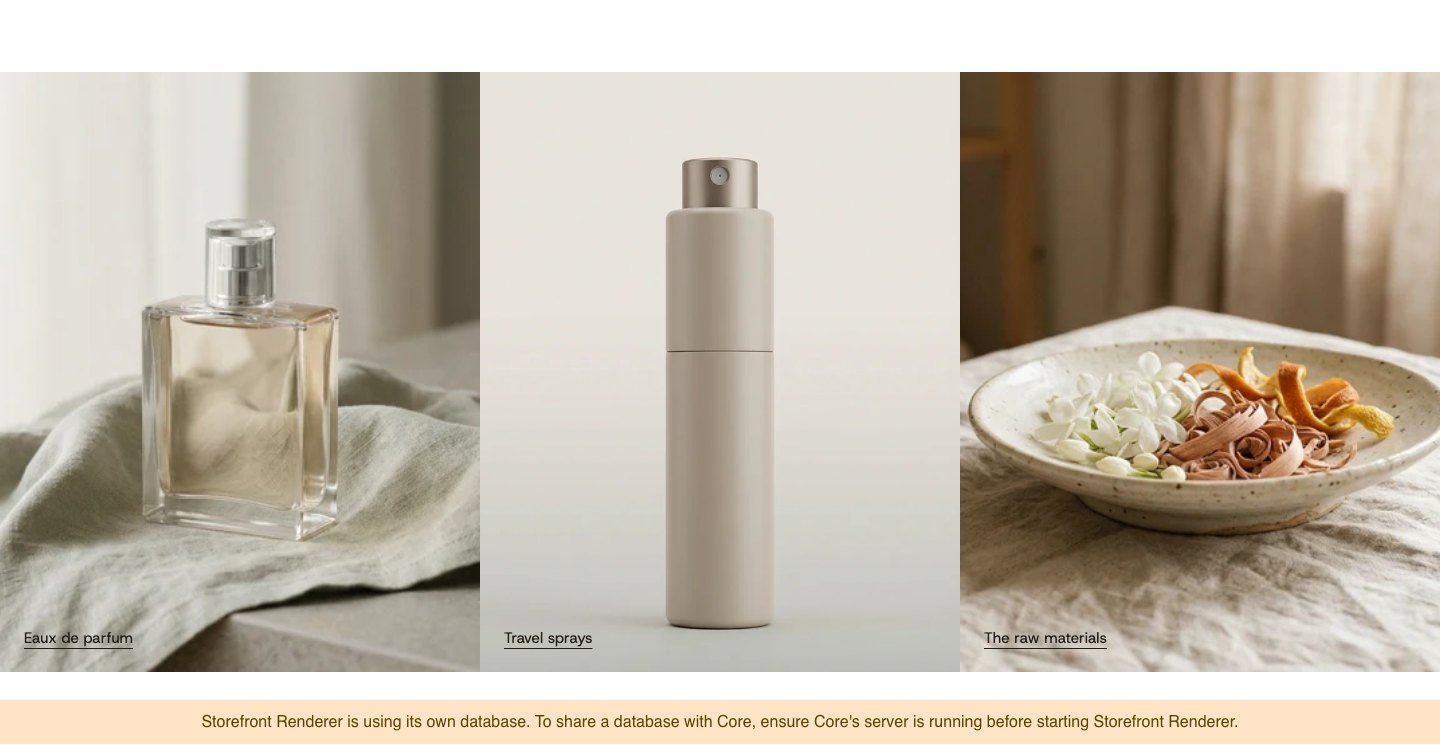 Eaux de parfum
Travel sprays
The raw materials
Storefront Renderer is using its own database. To share a database with Core, ensure Core's server is running before starting Storefront Renderer.